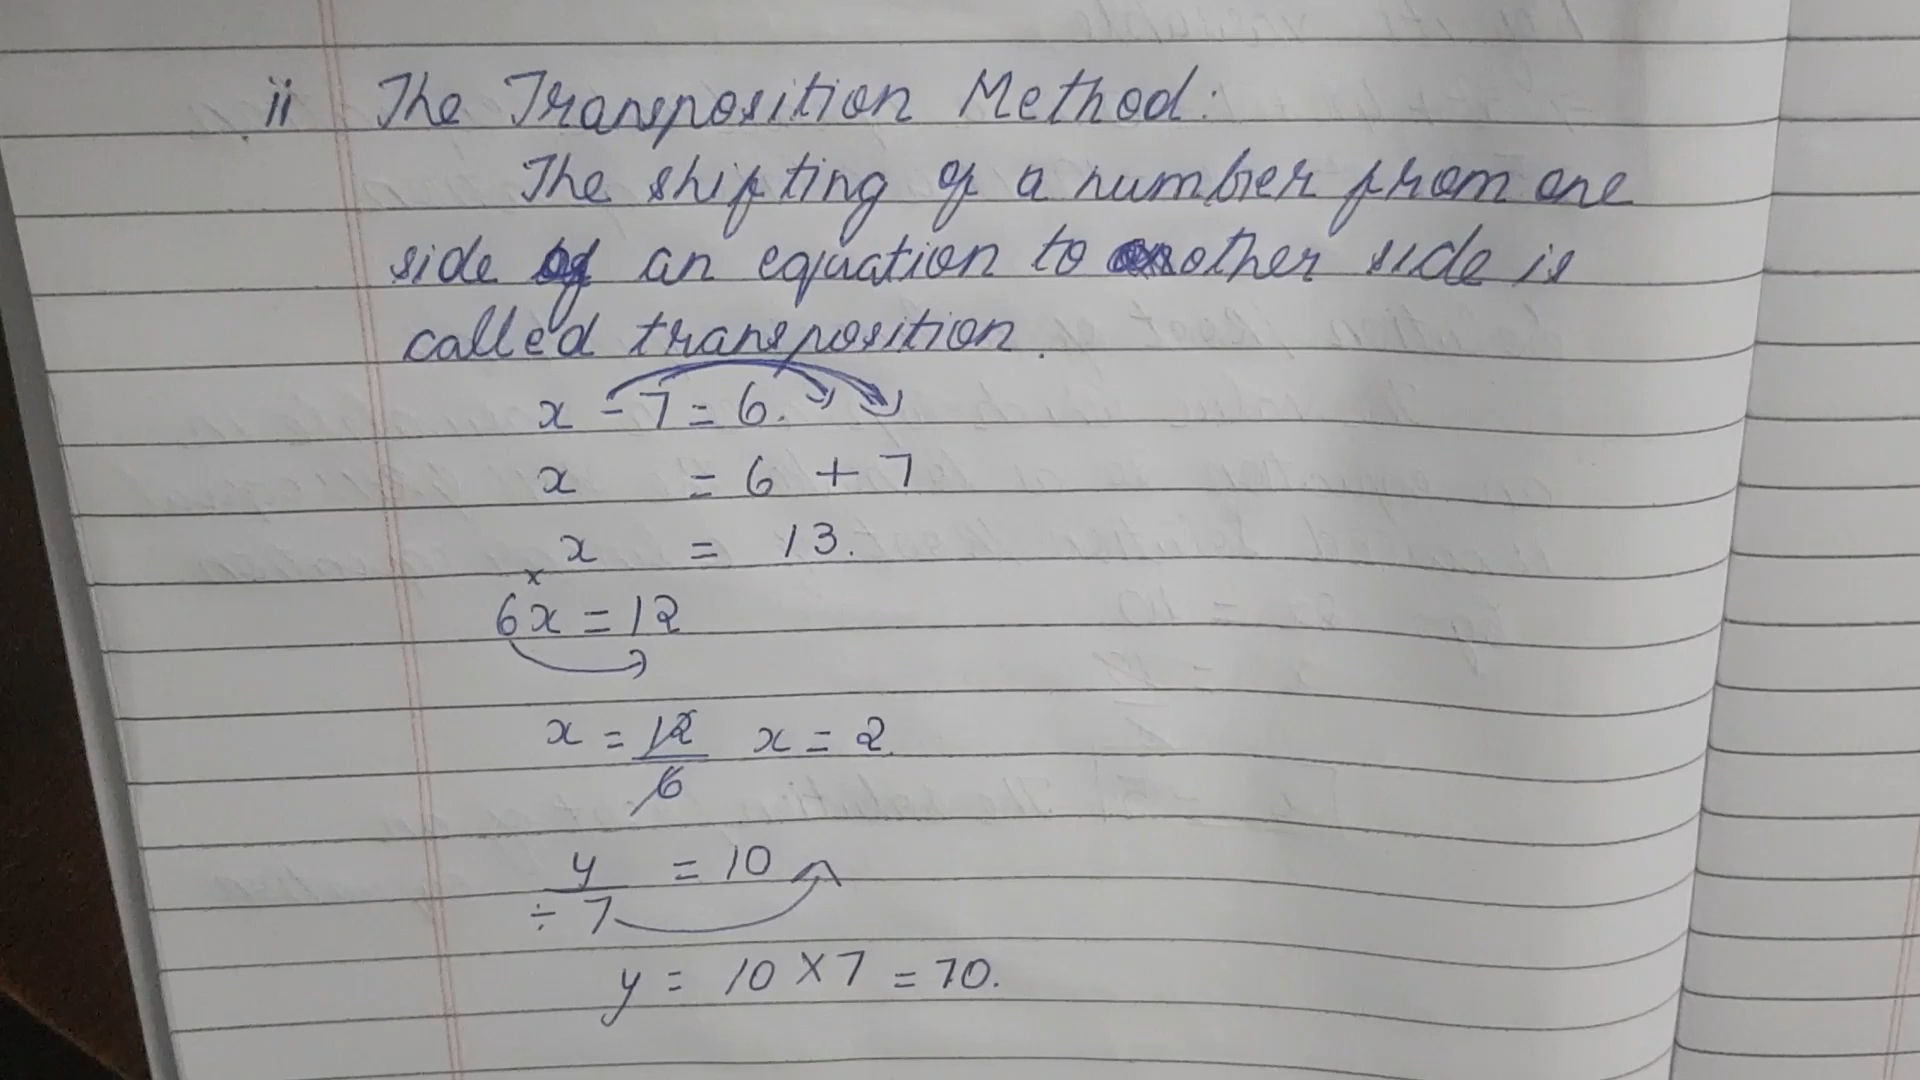 ii The Transposition Method:
The shifting of a number from one
side of an equation to other side is
called transposition.
x - 7 = 6.
x = 6 + 7
x = 13.
×
6x = 12
x = 12/6 x = 2.
y/÷ 7 = 10
y = 10 × 7 = 70.